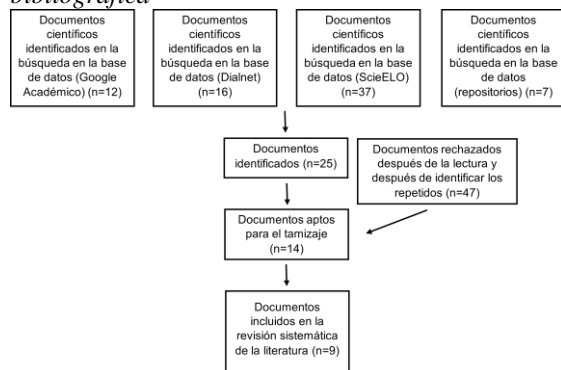 bibliográfica
Documentos
científicos
identificados en la
búsqueda en la base
de datos (Google
Académico) (n=12)
Documentos
científicos
identificados en la
búsqueda en la base
de datos (Dialnet)
(n=16)
Documentos
científicos
identificados en la
búsqueda en la base
de datos (ScieELO)
(n=37)
Documentos
científicos
identificados en la
búsqueda en la base
de datos
(repositorios) (n=7)
Documentos
identificados (n=25)
Documentos rechazados
después de la lectura y
después de identificar los
repetidos (n=47)
Documentos aptos
para el tamizaje
(n=14)
Documentos
incluidos en la
revisión sistemática
de la literatura (n=9)